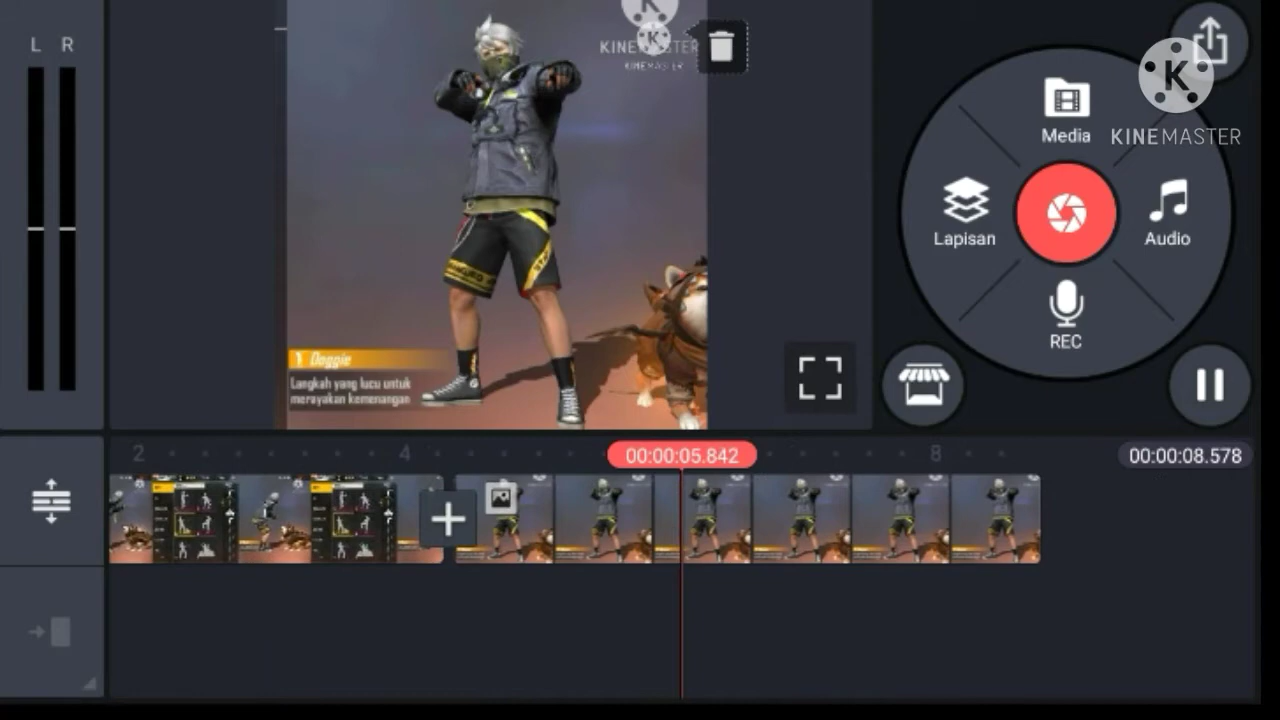 L R
KINEMASTER
KINEMASTER
Media
KINEMASTER
Lapisan
Audio
REC
1 Doggie
Langkah yang lucu untuk
merayakan kemenangan
2
4
00:00:05.842
8
00:00:08.578